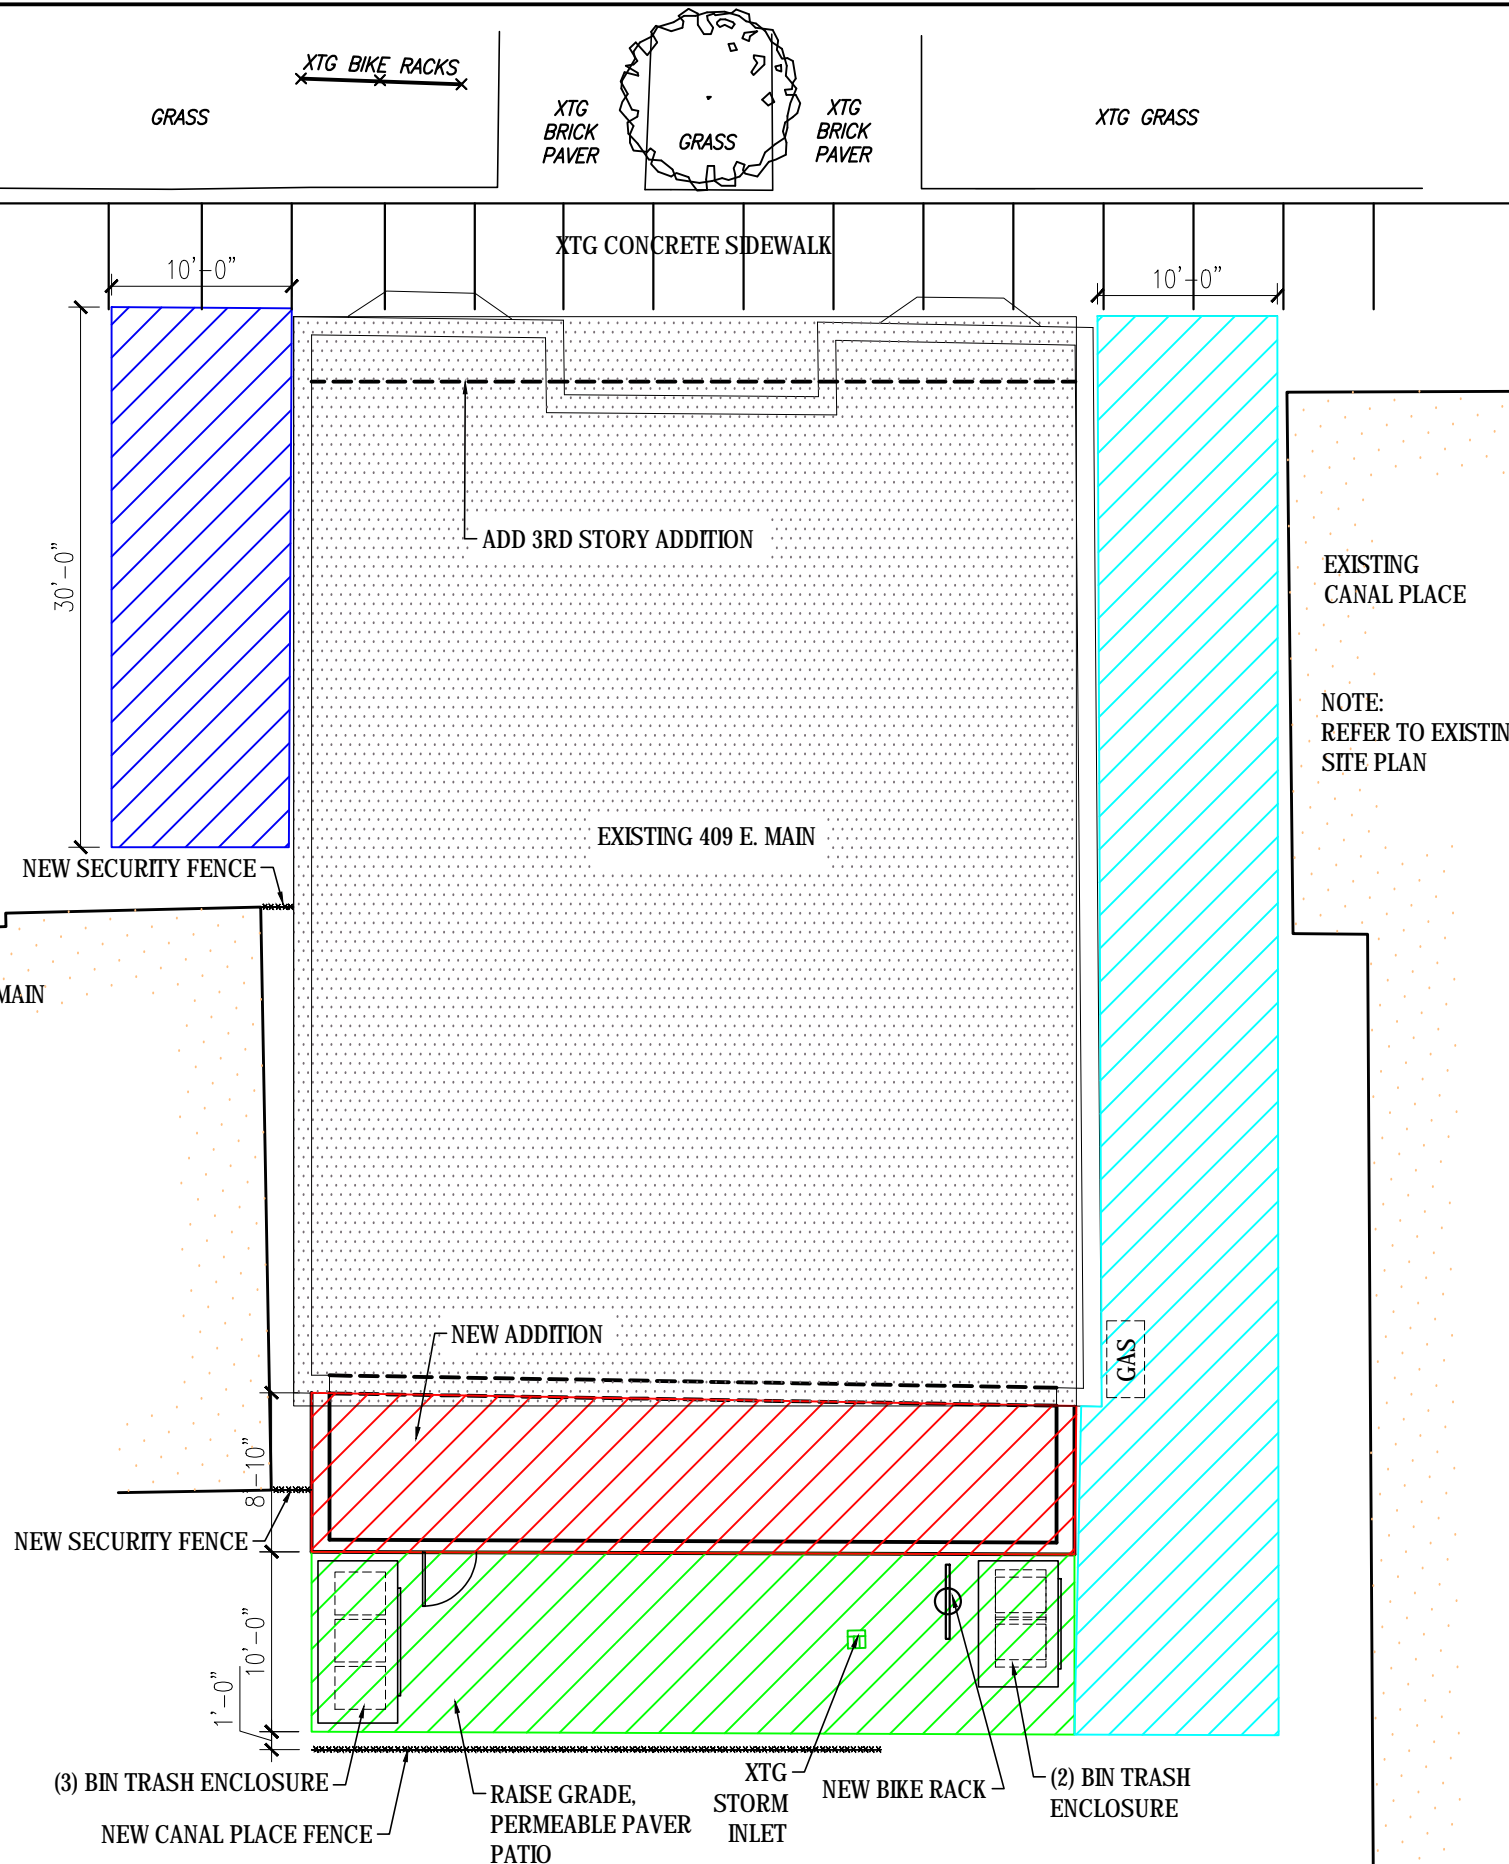 XTG BIKE RACKS
GRASS
XTG
BRICK
PAVER
GRASS
XTG
BRICK
PAVER
XTG GRASS
XTG CONCRETE SIDEWALK
10'-0"
10'-0"
30'-0"
ADD 3RD STORY ADDITION
EXISTING
CANAL PLACE
NOTE:
REFER TO EXISTIN
SITE PLAN
EXISTING 409 E. MAIN
NEW SECURITY FENCE
MAIN
NEW ADDITION
GAS
8'-10"
NEW SECURITY FENCE
10'-0"
1'-0"
(3) BIN TRASH ENCLOSURE
NEW CANAL PLACE FENCE
RAISE GRADE,
PERMEABLE PAVER
PATIO
XTG
STORM
INLET
NEW BIKE RACK
(2) BIN TRASH
ENCLOSURE